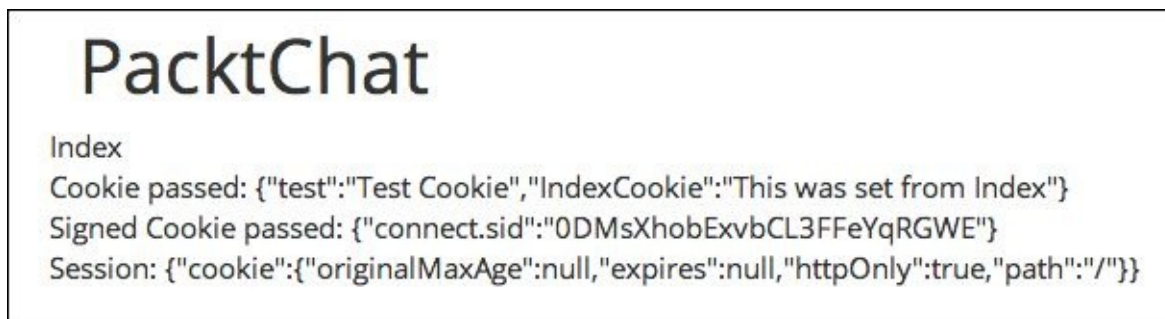 PacktChat
Index
Cookie passed: {"test":"Test Cookie","IndexCookie":"This was set from Index"}
Signed Cookie passed: {"connect.sid":"0DMsXhobExvbCL3FFeYqRGWE"}
Session: {"cookie":{"originalMaxAge":null,"expires":null,"httpOnly":true,"path":"/"}}